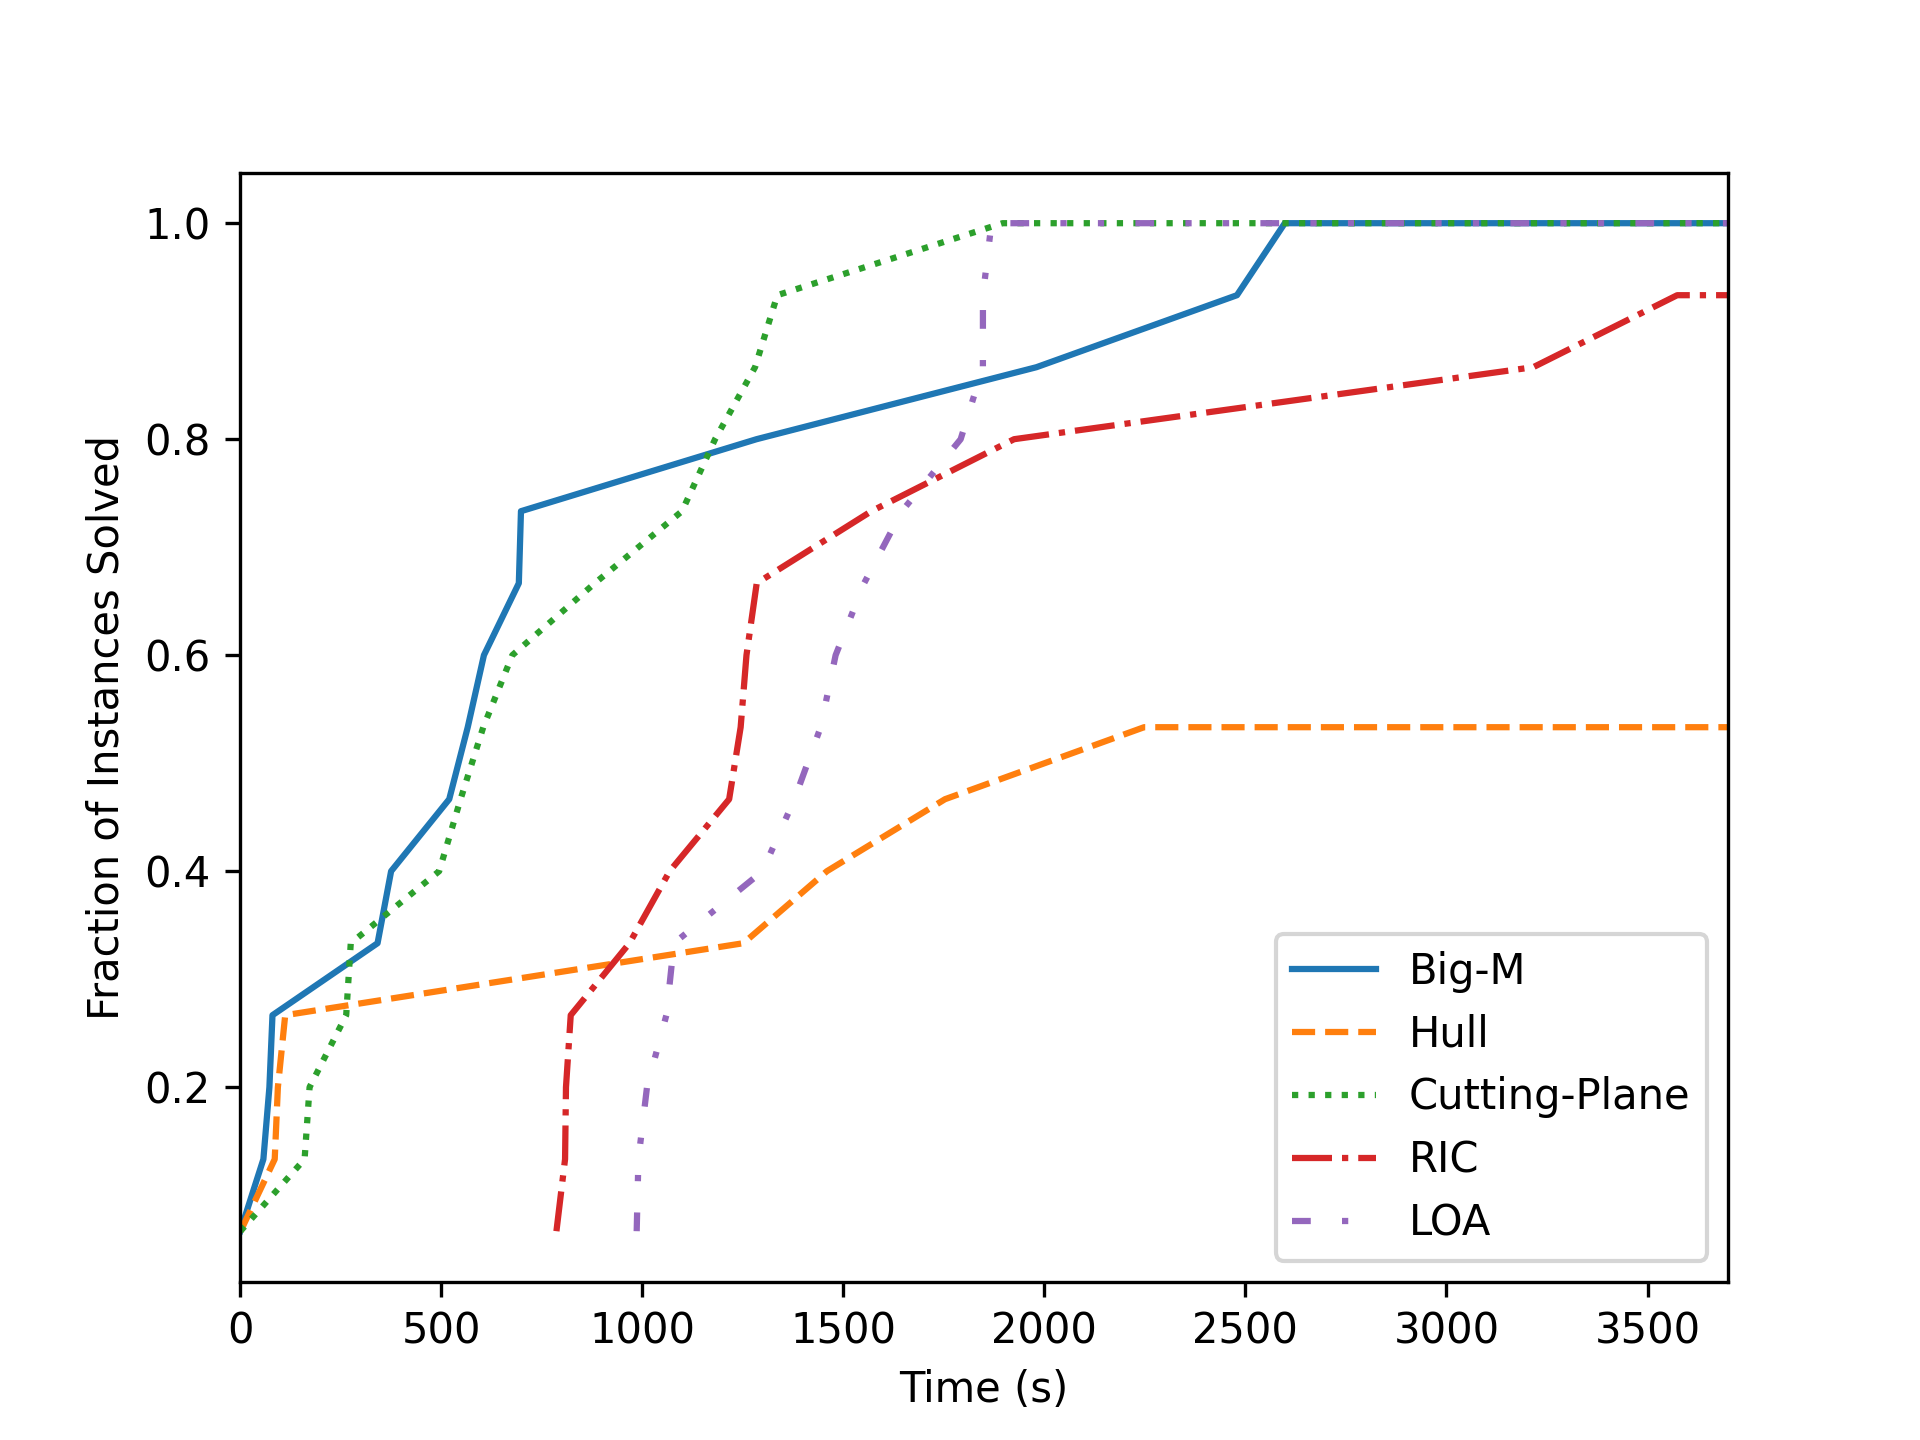 1.0
0.8
0.6
0.4
0.2
Fraction of Instances Solved
0 500 1000 1500 2000 2500 3000 3500
Time (s)
Big-M
Hull
Cutting-Plane
RIC
LOA